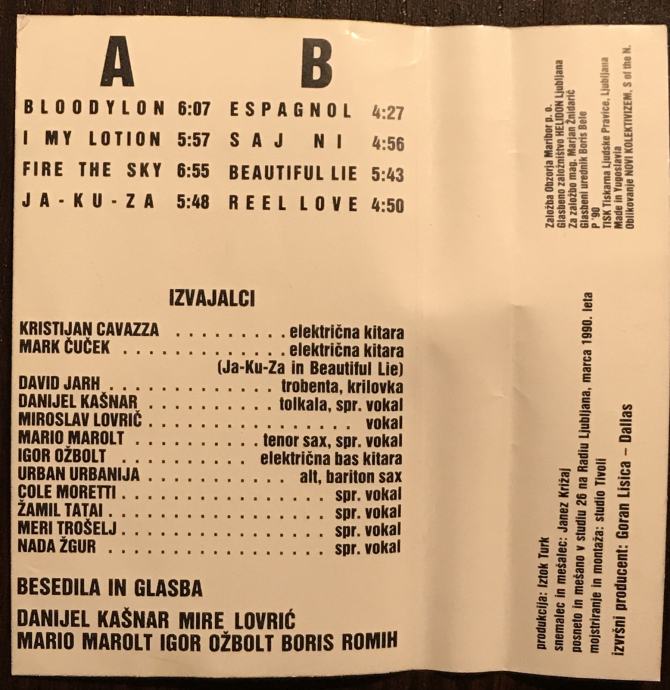 A B
BLOODYLON 6:07 ESPAGNOL 4:27
I MY LOTION 5:57 SAJ NI 4:56
FIRE THE SKY 6:55 BEAUTIFUL LIE 5:43
JA-KU-ZA 5:48 REEL LOVE 4:50
IZVAJALCI
KRISTIJAN CAVAZZA . . . . . . . . . električna kitara
MARK ČUČEK . . . . . . . . . . . . . električna kitara
(Ja-Ku-Za in Beautiful Lie)
DAVID JARH . . . . . . . . . . . . . trobenta, krilovka
DANIJEL KAŠNAR . . . . . . . . . . tolkala, spr. vokal
MIROSLAV LOVRIČ . . . . . . . . . . . . . . . . vokal
MARIO MAROLT . . . . . . . . . . tenor sax, spr. vokal
IGOR OŽBOLT . . . . . . . . . . električna bas kitara
URBAN URBANIJA . . . . . . . . . . alt, bariton sax
COLE MORETTI . . . . . . . . . . . . . . . spr. vokal
ŽAMIL TATAI . . . . . . . . . . . . . . . . spr. vokal
MERI TROŠELJ . . . . . . . . . . . . . . . spr. vokal
NADA ŽGUR . . . . . . . . . . . . . . . . spr. vokal
BESEDILA IN GLASBA
DANIJEL KAŠNAR MIRE LOVRIĆ
MARIO MAROLT IGOR OŽBOLT BORIS ROMIH
produkcija: Iztok Turk
snemalec in mešalec: Janez Križaj
posneto in mešano v studiu 26 na Radiu Ljubljana, marca 1990. leta
mojstriranje in montaža: studio Tivoli
izvršni producent: Goran Lisica – Dallas
Založba Obzorja Maribor p. o.
Glasbeno založništvo HELIDON Ljubljana
Za založbo mag. Marjan Žnidarič
Glasbeni urednik Boris Bele
P '90
TISK Tiskarna Ljudske Pravice, Ljubljana
Made in Yugoslavia
Oblikovanje NOVI KOLEKTIVIZEM, S of the N.